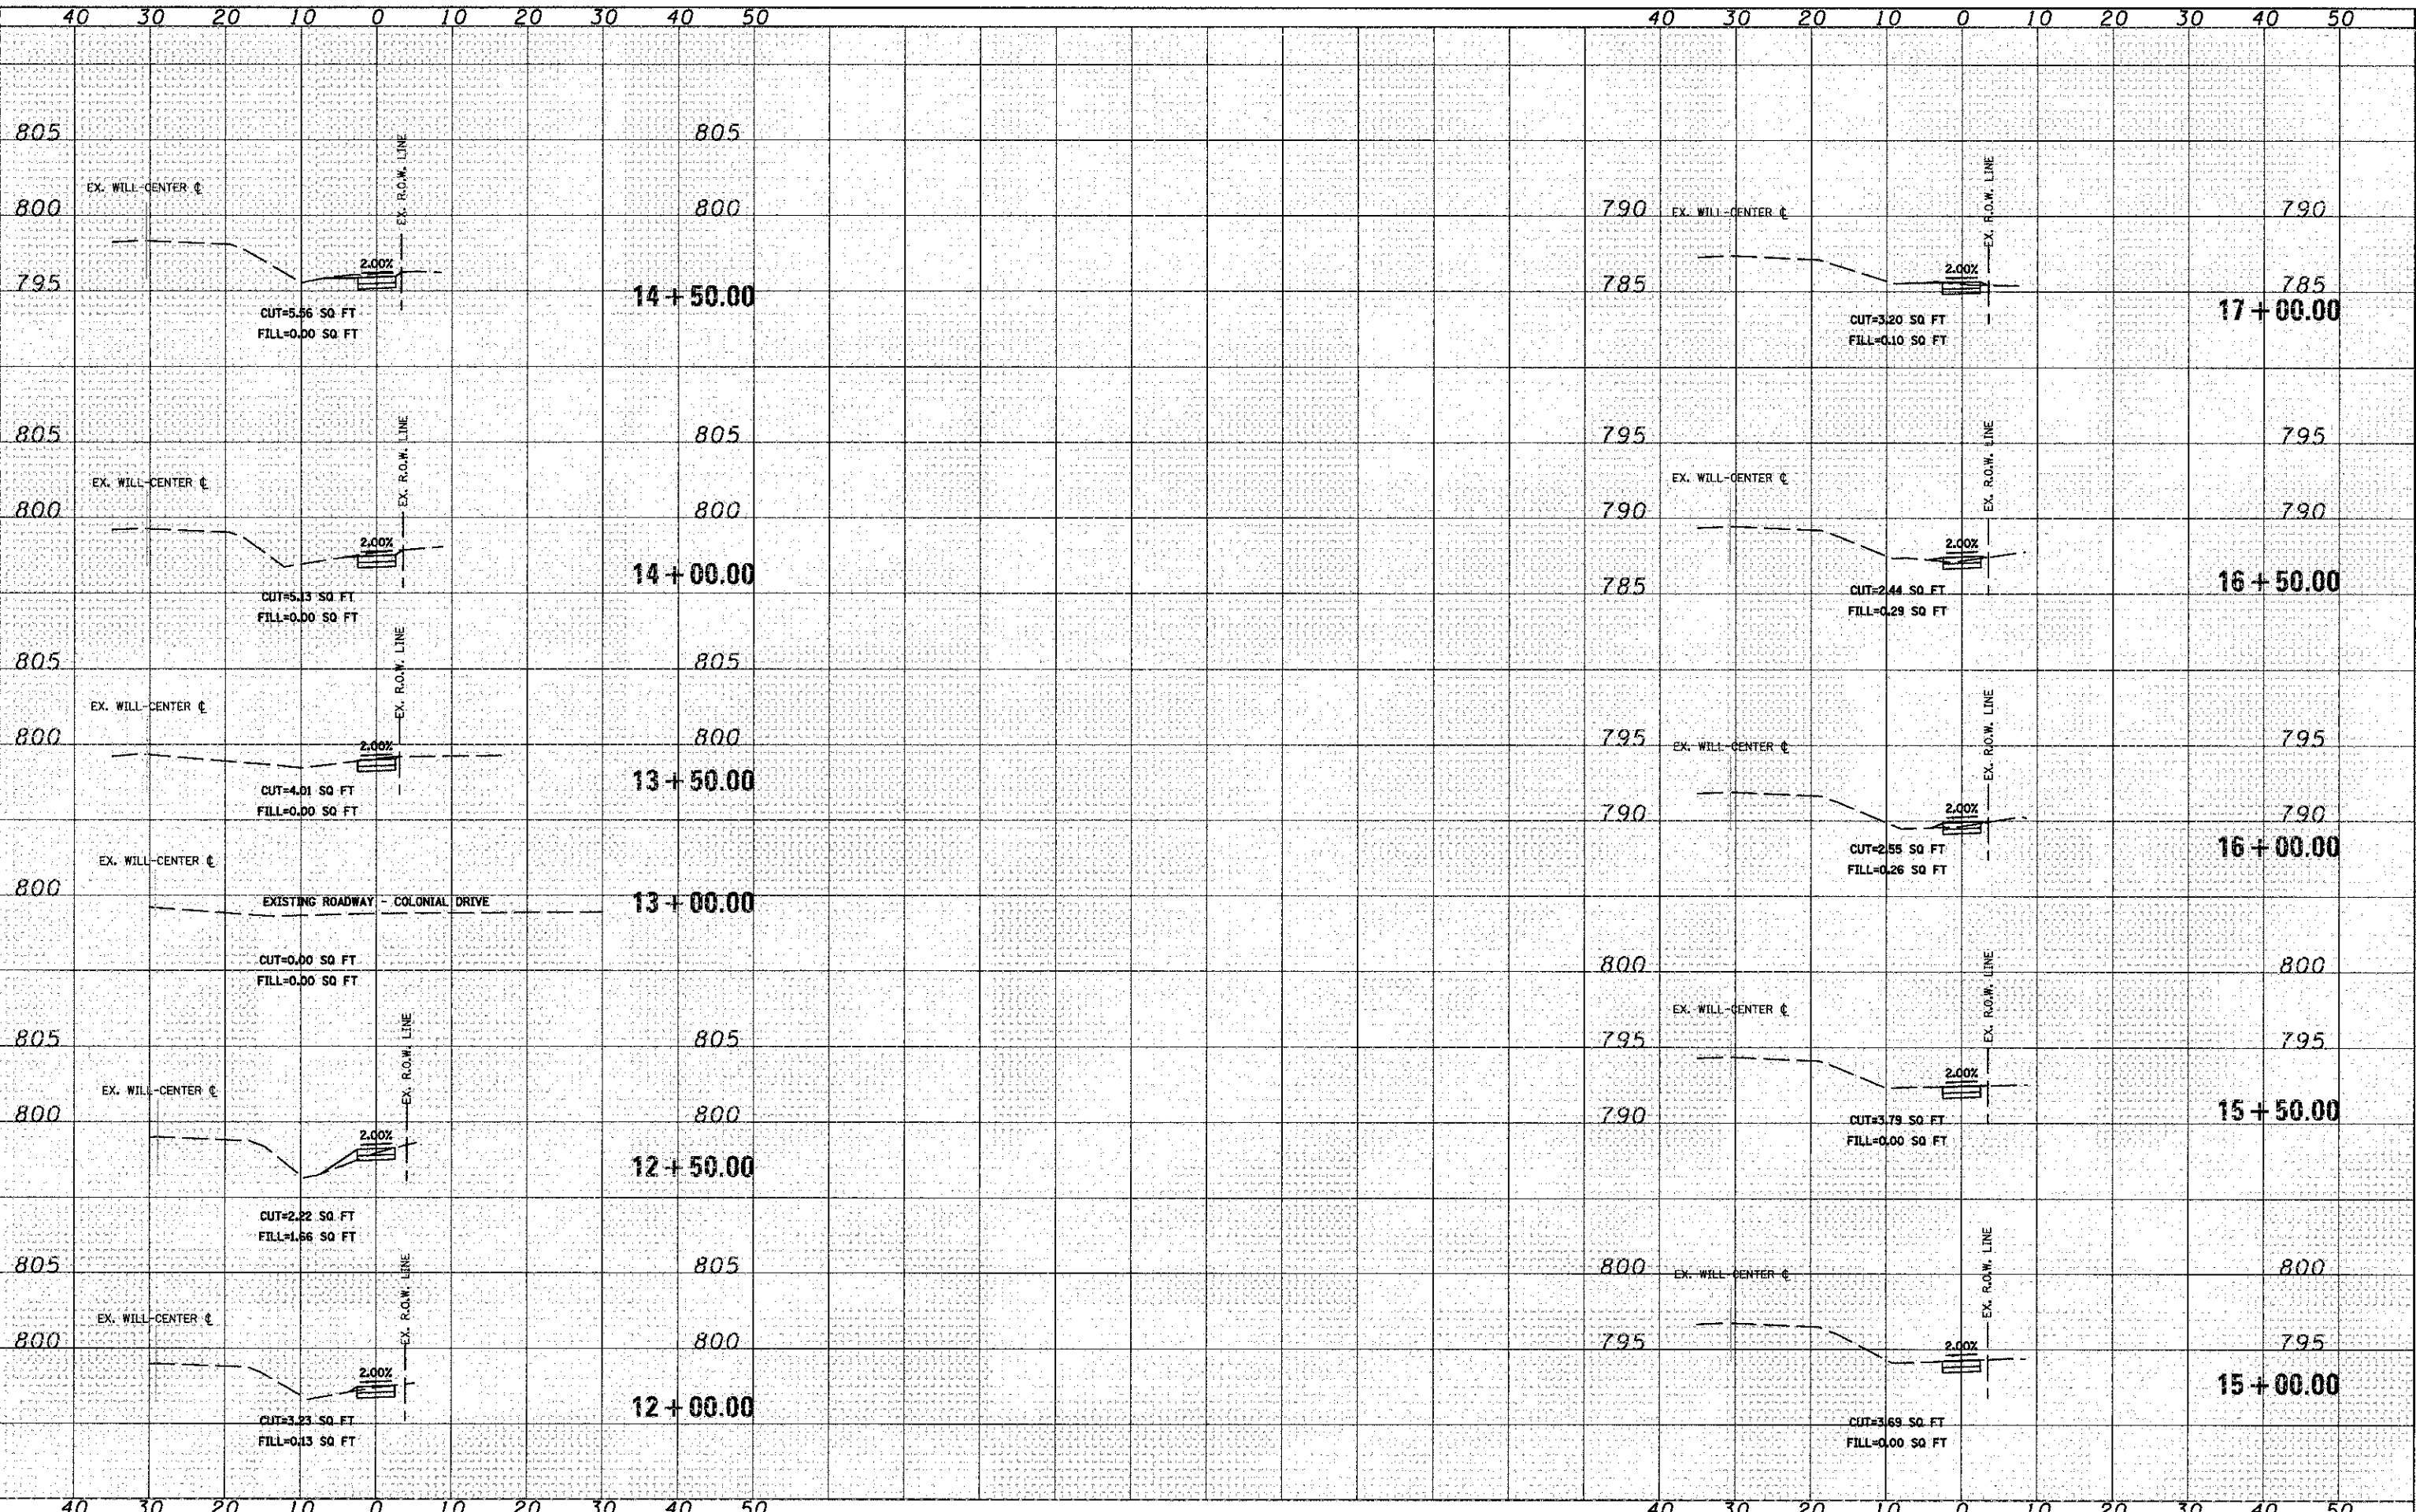 40 30 20 10 0 10 20 30 40 50
40 30 20 10 0 10 20 30 40 50
805 805
EX. R.O.W. LINE
EX. WILL-CENTER ℄
800 800
2.00%
795
14+50.00
CUT=5.56 SQ FT
FILL=0.00 SQ FT
805 805
EX. R.O.W. LINE
EX. WILL-CENTER ℄
800 800
2.00%
14+00.00
CUT=5.13 SQ FT
FILL=0.00 SQ FT
805 805
EX. R.O.W. LINE
EX. WILL-CENTER ℄
800 800
2.00%
13+50.00
CUT=4.01 SQ FT
FILL=0.00 SQ FT
EX. WILL-CENTER ℄
800
EXISTING ROADWAY - COLONIAL DRIVE
13+00.00
CUT=0.00 SQ FT
FILL=0.00 SQ FT
805 805
EX. R.O.W. LINE
EX. WILL-CENTER ℄
800 800
2.00%
12+50.00
CUT=2.22 SQ FT
FILL=1.66 SQ FT
805 805
EX. R.O.W. LINE
EX. WILL-CENTER ℄
800 800
2.00%
12+00.00
CUT=3.23 SQ FT
FILL=0.13 SQ FT
EX. R.O.W. LINE
790 EX. WILL-CENTER ℄ 790
2.00%
785 785
17+00.00
CUT=3.20 SQ FT
FILL=0.10 SQ FT
795 795
EX. R.O.W. LINE
EX. WILL-CENTER ℄
790 790
2.00%
785
16+50.00
CUT=2.44 SQ FT
FILL=0.29 SQ FT
EX. R.O.W. LINE
795 EX. WILL-CENTER ℄ 795
2.00%
790 790
16+00.00
CUT=2.55 SQ FT
FILL=0.26 SQ FT
800 800
EX. R.O.W. LINE
EX. WILL-CENTER ℄
795 795
2.00%
790
15+50.00
CUT=3.79 SQ FT
FILL=0.00 SQ FT
EX. R.O.W. LINE
800 EX. WILL-CENTER ℄ 800
2.00%
795 795
15+00.00
CUT=3.69 SQ FT
FILL=0.00 SQ FT
40 30 20 10 0 10 20 30 40 50
40 30 20 10 0 10 20 30 40 50